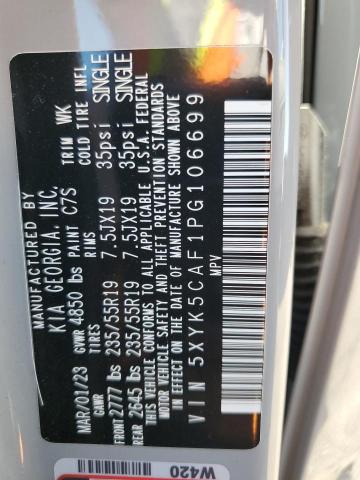 MANUFACTURED BY
KIA GEORGIA, INC.
MAR/01/23 GVWR 4850 lbs PAINT C7S TRIM WK
GAWR TIRES RIMS COLD TIRE INFL
FRONT 2777 lbs 235/55R19 7.5JX19 35psi SINGLE
REAR 2645 lbs 235/55R19 7.5JX19 35psi SINGLE
THIS VEHICLE CONFORMS TO ALL APPLICABLE U.S.A. FEDERAL
MOTOR VEHICLE SAFETY AND THEFT PREVENTION STANDARDS
IN EFFECT ON THE DATE OF MANUFACTURE SHOWN ABOVE
VIN 5XYK5CAF1PG106699
MPV
W420